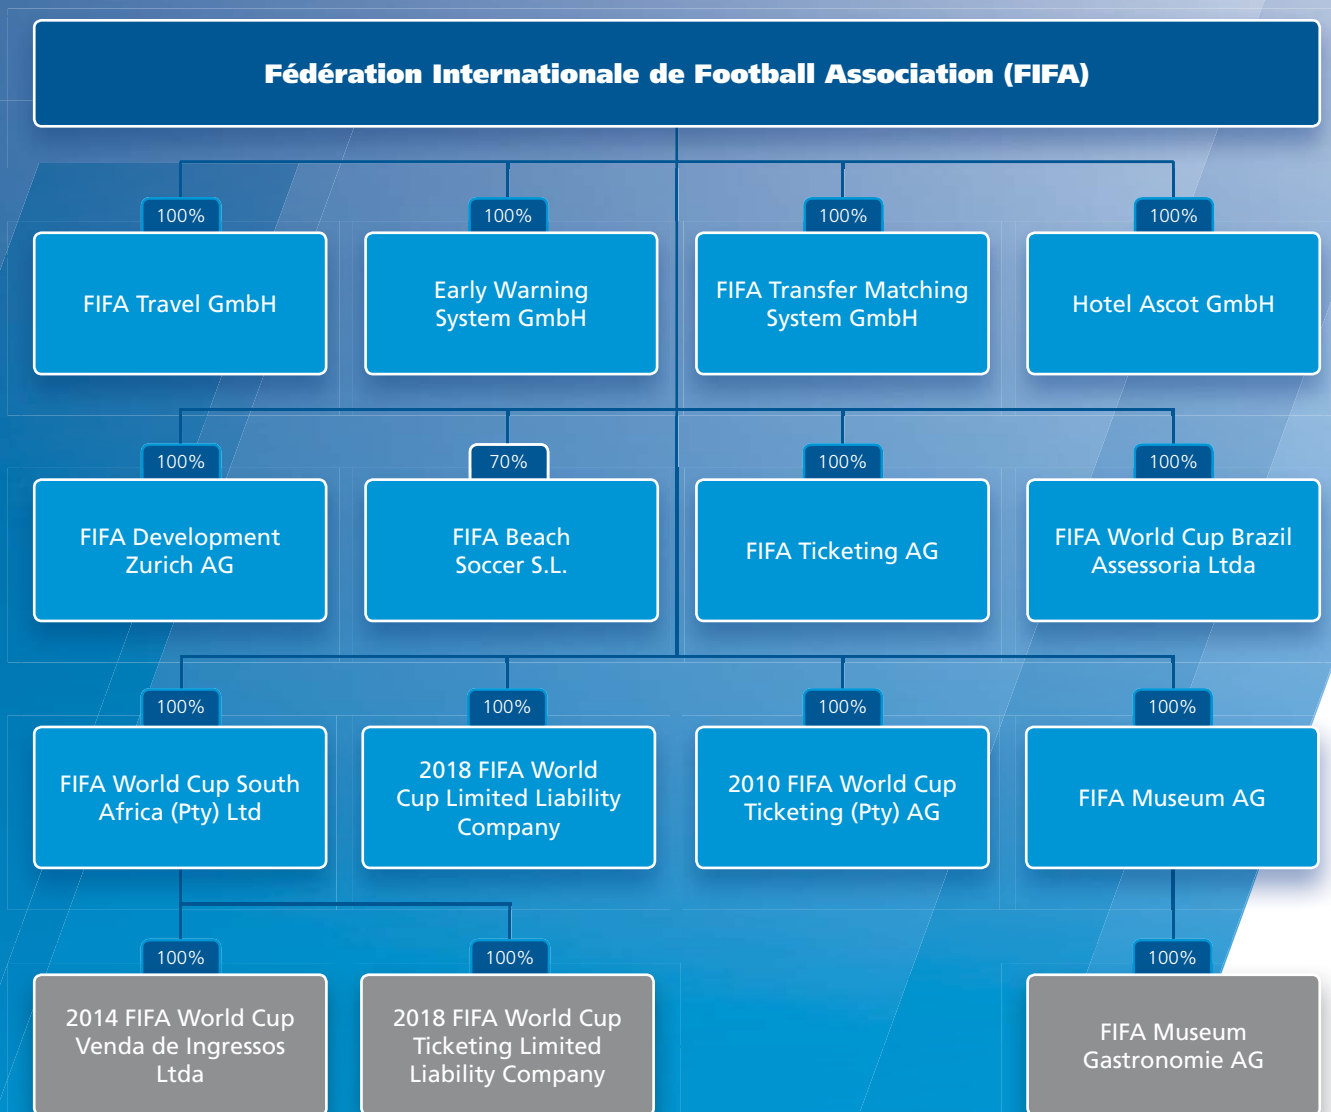 Fédération Internationale de Football Association (FIFA)
100%
100%
100%
100%
FIFA Travel GmbH
Early Warning
System GmbH
FIFA Transfer Matching
System GmbH
Hotel Ascot GmbH
100%
70%
100%
100%
FIFA Development
Zurich AG
FIFA Beach
Soccer S.L.
FIFA Ticketing AG
FIFA World Cup Brazil
Assessoria Ltda
100%
100%
100%
100%
FIFA World Cup South
Africa (Pty) Ltd
2018 FIFA World
Cup Limited Liability
Company
2010 FIFA World Cup
Ticketing (Pty) AG
FIFA Museum AG
100%
100%
100%
2014 FIFA World Cup
Venda de Ingressos
Ltda
2018 FIFA World Cup
Ticketing Limited
Liability Company
FIFA Museum
Gastronomie AG